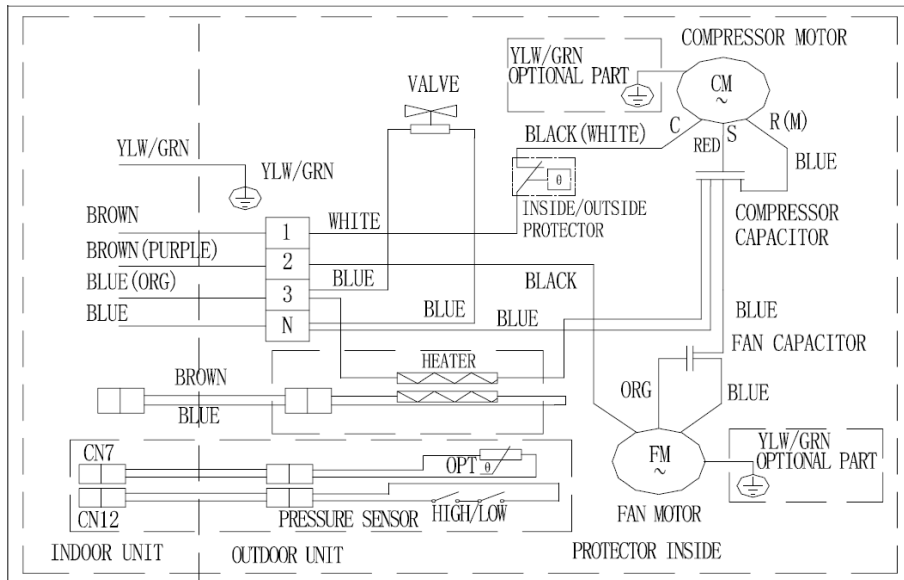 COMPRESSOR MOTOR
YLW/GRN
OPTIONAL PART
VALVE
CM
~
C
S
R(M)
BLACK(WHITE)
RED
BLUE
YLW/GRN
YLW/GRN
θ
INSIDE/OUTSIDE
PROTECTOR
COMPRESSOR
CAPACITOR
BROWN
1
WHITE
BROWN(PURPLE)
2
BLUE(ORG)
3
BLUE
BLACK
BLUE
N
BLUE
BLUE
BLUE
FAN CAPACITOR
HEATER
BROWN
BLUE
ORG
BLUE
CN7
OPT
θ
CN12
PRESSURE SENSOR
HIGH/LOW
FM
~
YLW/GRN
OPTIONAL PART
FAN MOTOR
INDOOR UNIT
OUTDOOR UNIT
PROTECTOR INSIDE